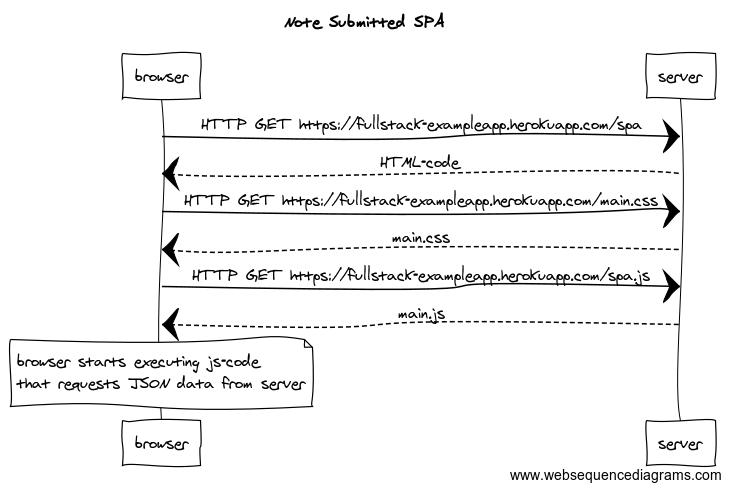 Note Submitted SPA
browser
server
HTTP GET https://fullstack-exampleapp.herokuapp.com/spa
HTML-code
HTTP GET https://fullstack-exampleapp.herokuapp.com/main.css
main.css
HTTP GET https://fullstack-exampleapp.herokuapp.com/spa.js
main.js
browser starts executing js-code
that requests JSON data from server
browser
server
www.websequencediagrams.com